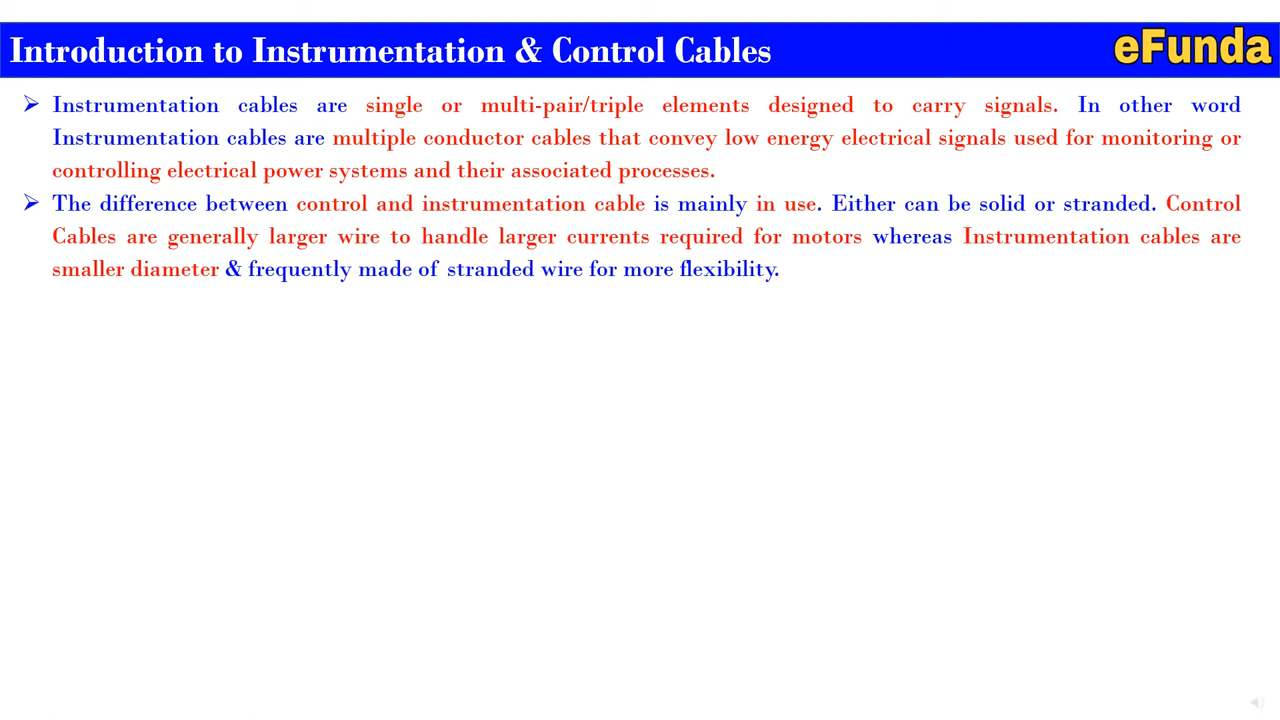 Introduction to Instrumentation & Control Cables
eFunda
➢ Instrumentation cables are single or multi-pair/triple elements designed to carry signals. In other word
Instrumentation cables are multiple conductor cables that convey low energy electrical signals used for monitoring or
controlling electrical power systems and their associated processes.
➢ The difference between control and instrumentation cable is mainly in use. Either can be solid or stranded. Control
Cables are generally larger wire to handle larger currents required for motors whereas Instrumentation cables are
smaller diameter & frequently made of stranded wire for more flexibility.